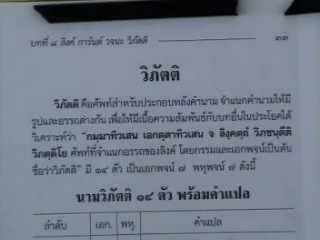 บทที่ ๘ ลิงค์ การันต์ วจนะ วิภัตติ ๓๓
วิภัตติ
วิภัตติ คือศัพท์สำหรับประกอบหลังคำนาม จำแนกคำนามให้มี
รูปและอรรถต่างกัน เพื่อให้มีเนื้อความสัมพันธ์กับบทอื่นในประโยคได้
วิเคราะห์ว่า “กมฺมาทิวเสน เอกตฺตาทิวเสน จ ลิงฺคตฺถํ วิภชนฺตีติ
วิภตฺติโย ศัพท์ที่จำแนกอรรถของลิงค์ โดยกรรมและเอกพจน์เป็นต้น
ชื่อว่าวิภัตติ” มี ๑๔ ตัว เป็นเอกพจน์ ๗ พหูพจน์ ๗ ดังนี้
นามวิภัตติ ๑๔ ตัว พร้อมคำแปล
ลำดับ เอก. พหุ. คำแปล